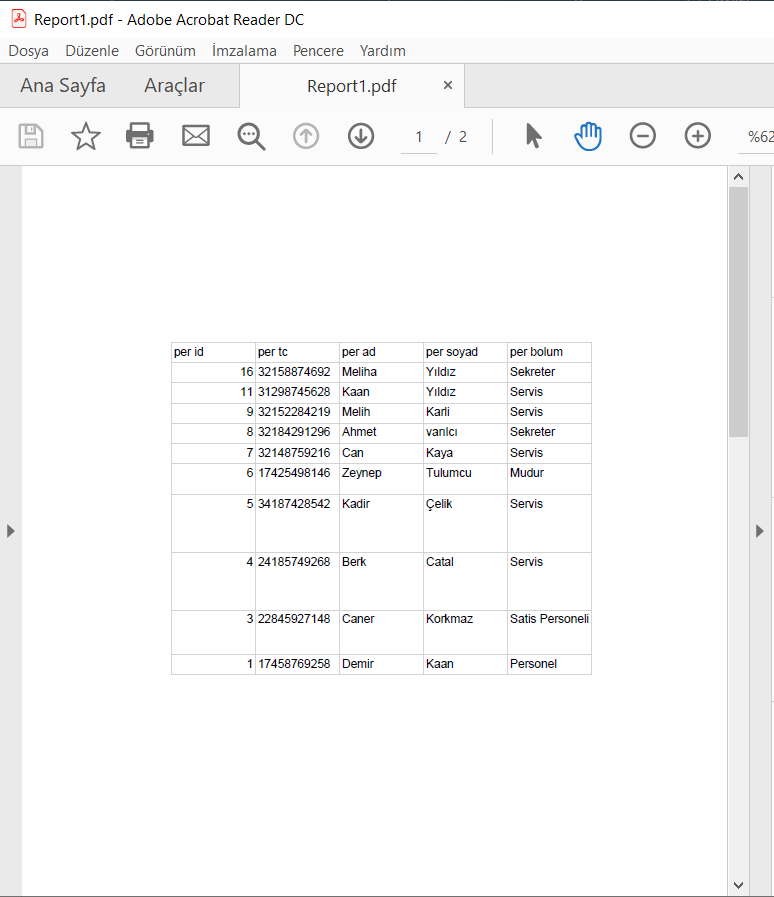 Report1.pdf - Adobe Acrobat Reader DC
Dosya Düzenle Görünüm İmzalama Pencere Yardım
Ana Sayfa Araçlar Report1.pdf ×
1 / 2 %62
per id per tc per ad per soyad per bolum
16 32158874692 Meliha Yıldız Sekreter
11 31298745628 Kaan Yıldız Servis
9 32152284219 Melih Karli Servis
8 32184291296 Ahmet varılcı Sekreter
7 32148759216 Can Kaya Servis
6 17425498146 Zeynep Tulumcu Mudur
5 34187428542 Kadir Çelik Servis
4 24185749268 Berk Catal Servis
3 22845927148 Caner Korkmaz Satis Personeli
1 17458769258 Demir Kaan Personel